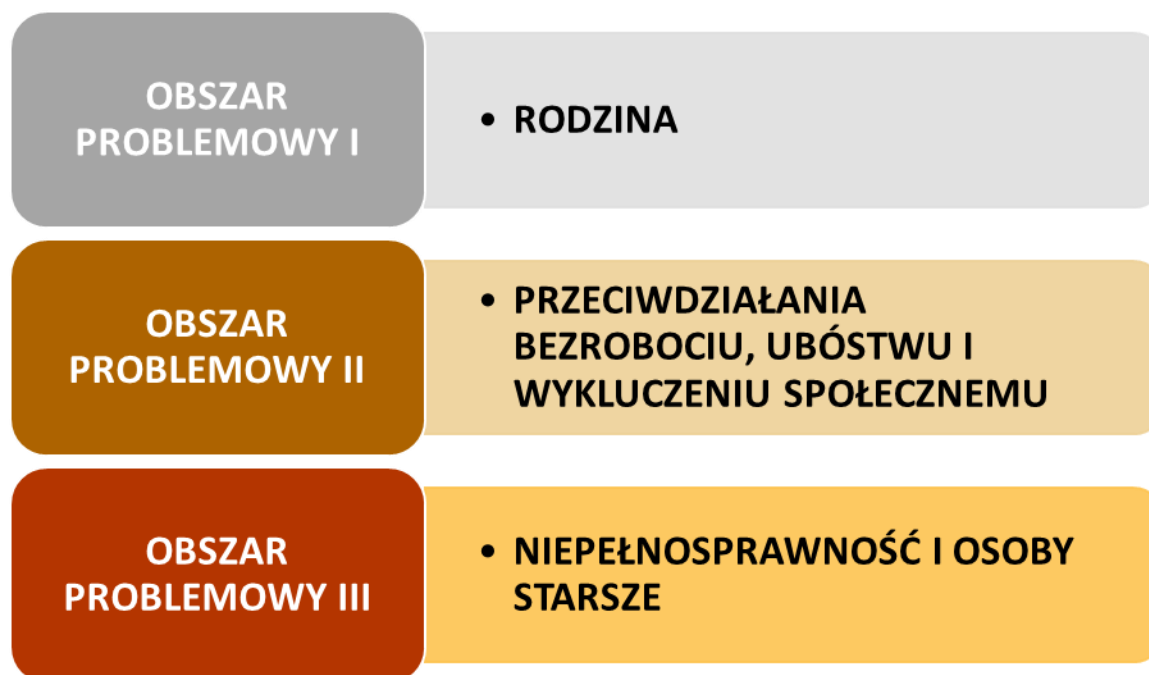 OBSZAR
PROBLEMOWY I
• RODZINA
OBSZAR
PROBLEMOWY II
• PRZECIWDZIAŁANIA
BEZROBOCIU, UBÓSTWU I
WYKLUCZENIU SPOŁECZNEMU
OBSZAR
PROBLEMOWY III
• NIEPEŁNOSPRAWNOŚĆ I OSOBY
STARSZE